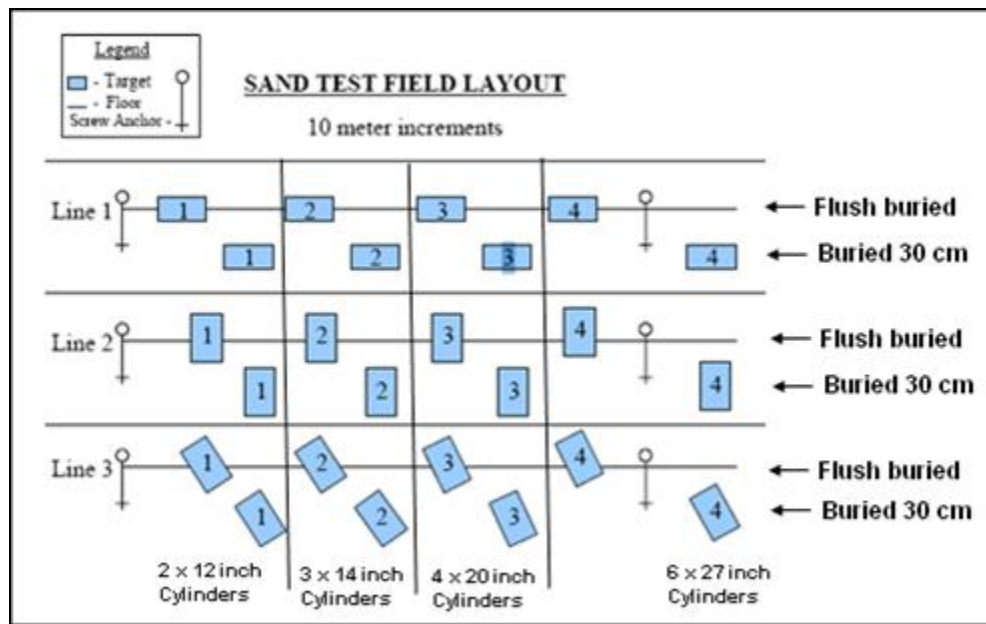 Legend
- Target
- Floor
Screw Anchor -
SAND TEST FIELD LAYOUT
10 meter increments
Line 1
1 2 3 4
Flush buried
1 2 3 4
Buried 30 cm
Line 2
1 2 3 4
Flush buried
1 2 3 4
Buried 30 cm
Line 3
1 2 3 4
Flush buried
1 2 3 4
Buried 30 cm
2 x 12 inch
Cylinders
3 x 14 inch
Cylinders
4 x 20 inch
Cylinders
6 x 27 inch
Cylinders